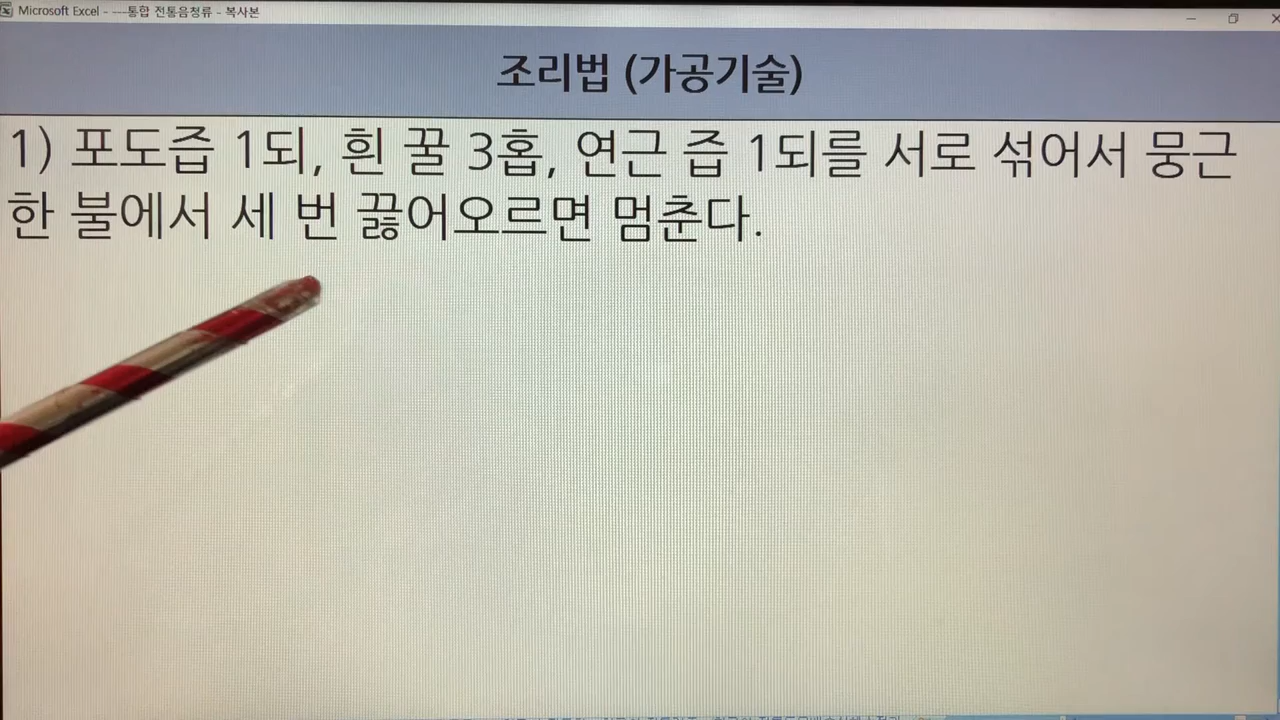 Microsoft Excel - ---통합 전통음청류 - 복사본
조리법 (가공기술)
1) 포도즙 1되, 흰 꿀 3홉, 연근 즙 1되를 서로 섞어서 뭉근
한 불에서 세 번 끓어오르면 멈춘다.